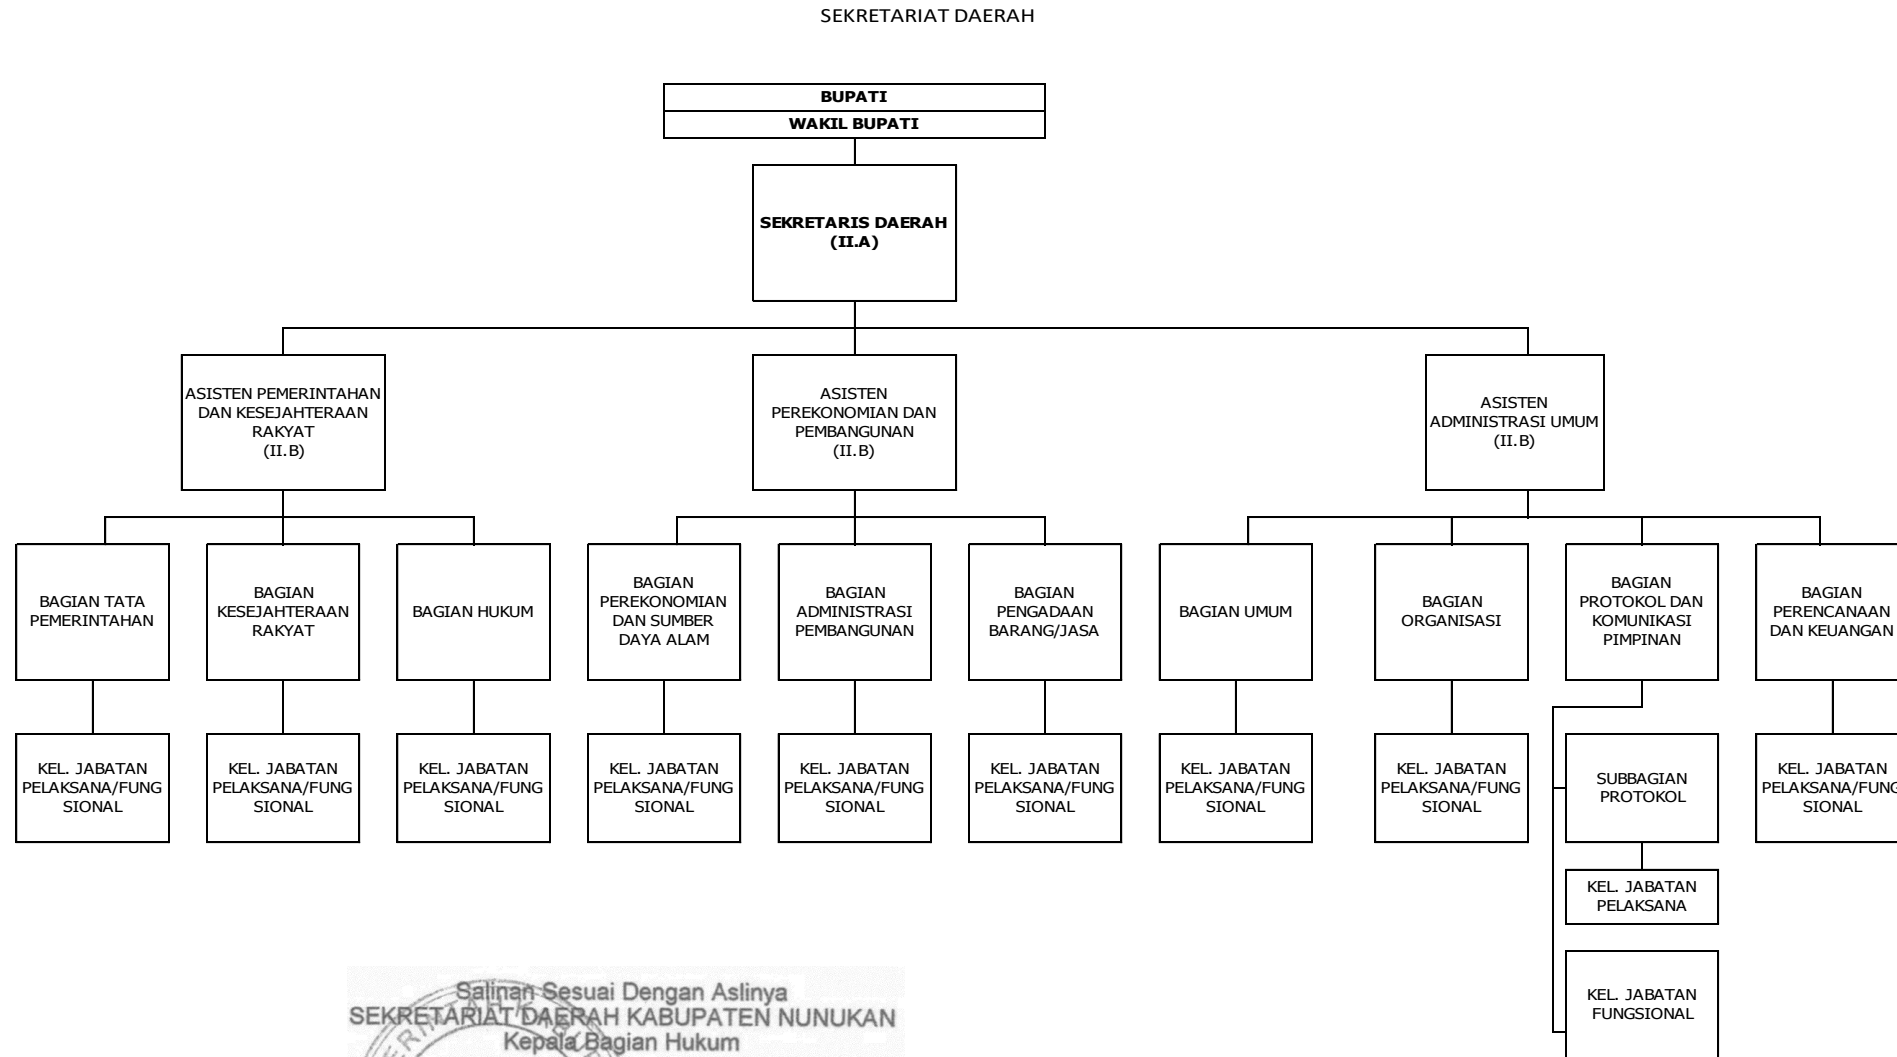 SEKRETARIAT DAERAH
BUPATI
WAKIL BUPATI
SEKRETARIS DAERAH
(II.A)
ASISTEN PEMERINTAHAN
DAN KESEJAHTERAAN
RAKYAT
(II.B)
ASISTEN
PEREKONOMIAN DAN
PEMBANGUNAN
(II.B)
ASISTEN
ADMINISTRASI UMUM
(II.B)
BAGIAN TATA
PEMERINTAHAN
BAGIAN
KESEJAHTERAAN
RAKYAT
BAGIAN HUKUM
BAGIAN
PEREKONOMIAN
DAN SUMBER
DAYA ALAM
BAGIAN
ADMINISTRASI
PEMBANGUNAN
BAGIAN
PENGADAAN
BARANG/JASA
BAGIAN UMUM
BAGIAN
ORGANISASI
BAGIAN
PROTOKOL DAN
KOMUNIKASI
PIMPINAN
BAGIAN
PERENCANAAN
DAN KEUANGAN
KEL. JABATAN
PELAKSANA/FUNG
SIONAL
KEL. JABATAN
PELAKSANA/FUNG
SIONAL
KEL. JABATAN
PELAKSANA/FUNG
SIONAL
KEL. JABATAN
PELAKSANA/FUNG
SIONAL
KEL. JABATAN
PELAKSANA/FUNG
SIONAL
KEL. JABATAN
PELAKSANA/FUNG
SIONAL
KEL. JABATAN
PELAKSANA/FUNG
SIONAL
KEL. JABATAN
PELAKSANA/FUNG
SIONAL
SUBBAGIAN
PROTOKOL
KEL. JABATAN
PELAKSANA/FUNG
SIONAL
KEL. JABATAN
PELAKSANA
KEL. JABATAN
FUNGSIONAL
Salinan Sesuai Dengan Aslinya
SEKRETARIAT DAERAH KABUPATEN NUNUKAN
Kepala Bagian Hukum